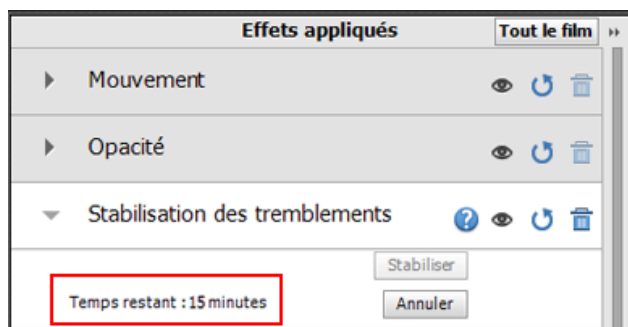 Effets appliqués Tout le film
Mouvement
Opacité
Stabilisation des tremblements ?
Stabiliser
Temps restant : 15 minutes Annuler